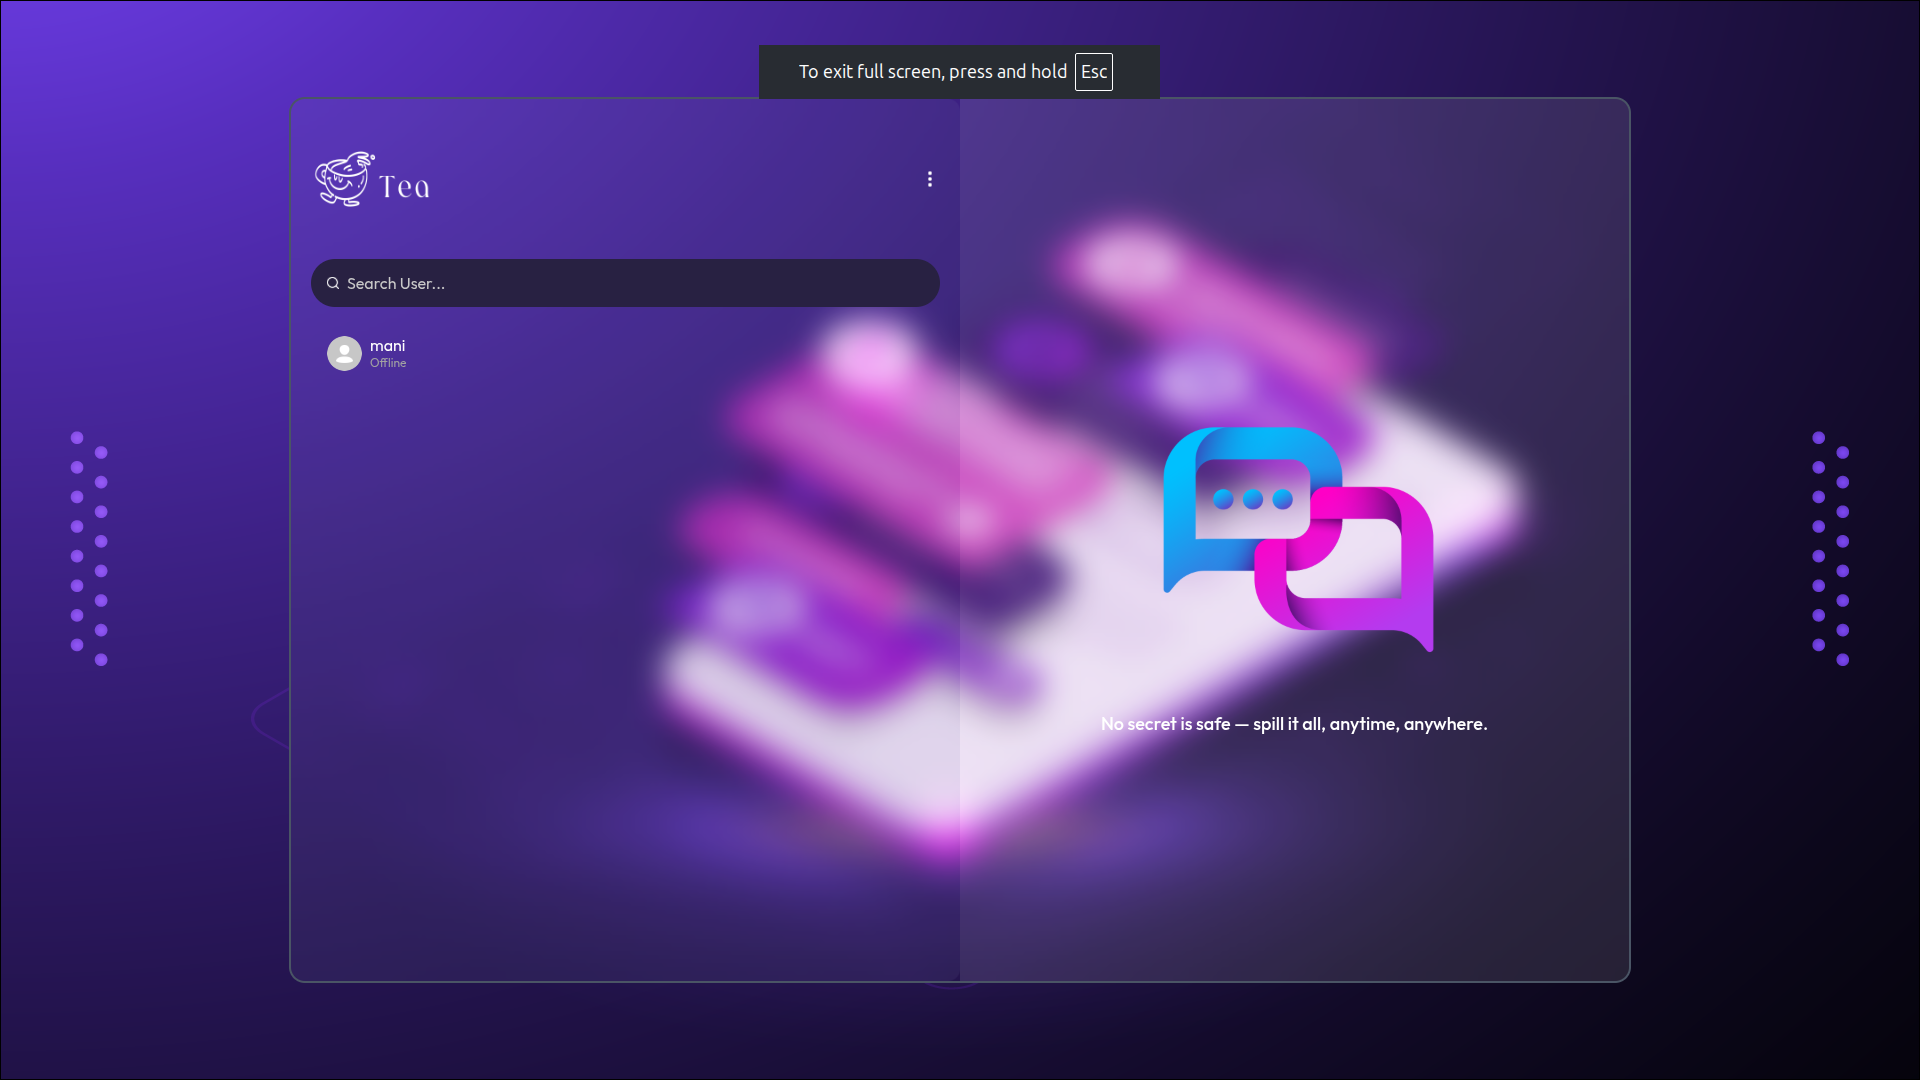 To exit full screen, press and hold Esc
Tea
Search User...
mani
Offline
No secret is safe — spill it all, anytime, anywhere.